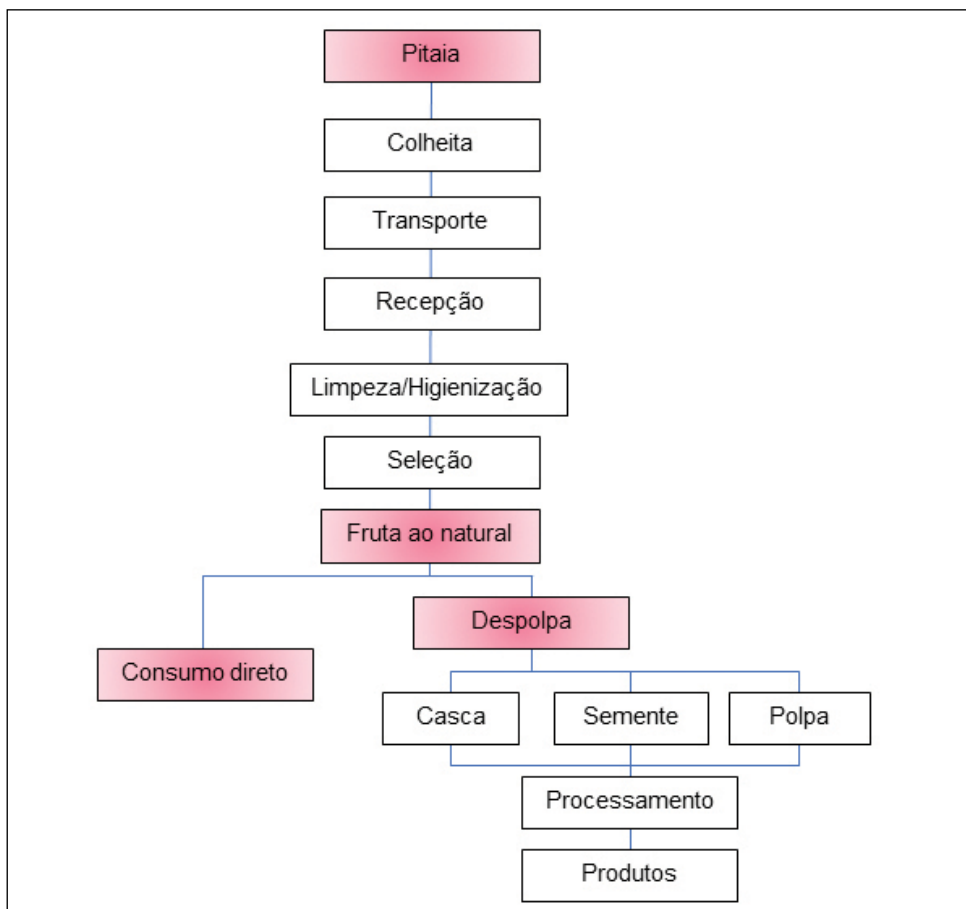 Pitaia
Colheita
Transporte
Recepção
Limpeza/Higienização
Seleção
Fruta ao natural
Despolpa
Consumo direto
Casca
Semente
Polpa
Processamento
Produtos